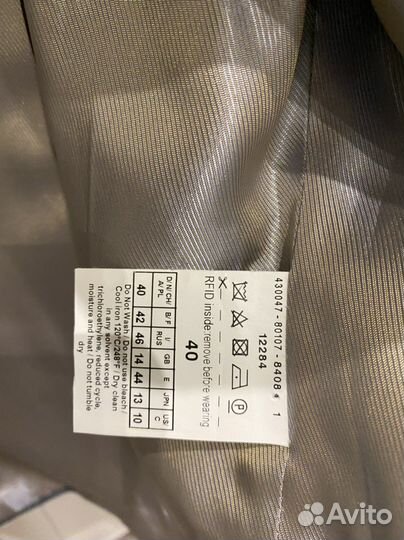 430047 - 80107 - 8408 1
12284
P
RFID inside remove before wearing
40
D/N/CH/ B/F I/ GB E JPN US/
A/PL RUS C
40 42 46 14 44 13 10
Do Not Wash / Do not use bleach /
Cool iron 120°C/248°F / Dry clean
in any solvent except
trichloroethylene, reduced cycle,
moisture and heat / Do not tumble
dry
Avito